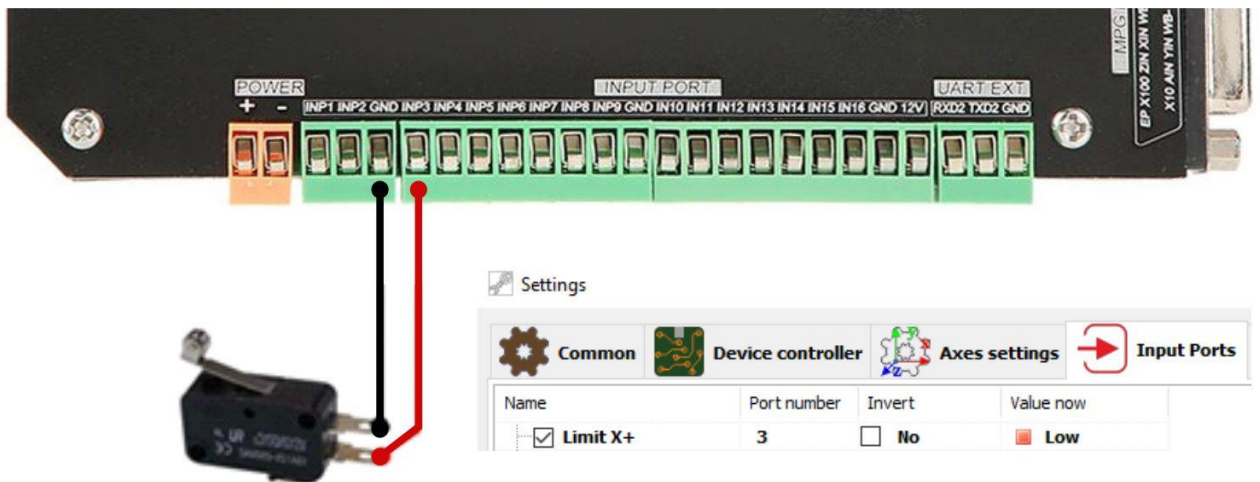 POWER
+ -
INPUT PORT
UART EXT
INP1 INP2 GND INP3 INP4 INP5 INP6 INP7 INP8 INP9 GND IN10 IN11 IN12 IN13 IN14 IN15 IN16 GND 12V RXD2 TXD2 GND
MPG
EP X100 ZIN XIN
X10 AIN YIN WB-
Settings
Common
Device controller
Axes settings
Input Ports
Name Port number Invert Value now
Limit X+ 3 No Low